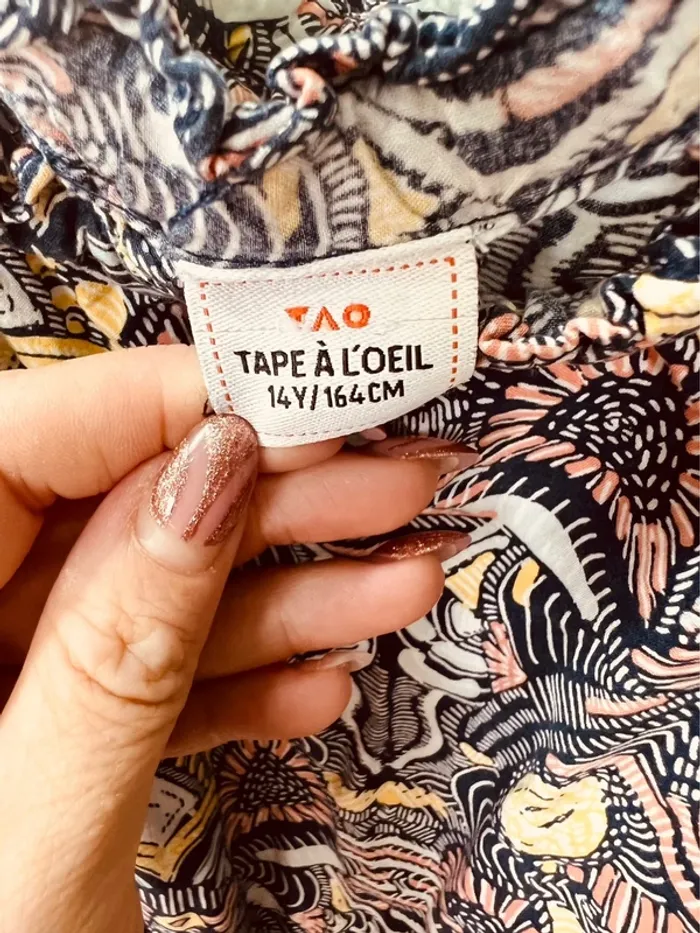 TAO
TAPE À L'OEIL
14Y/164CM